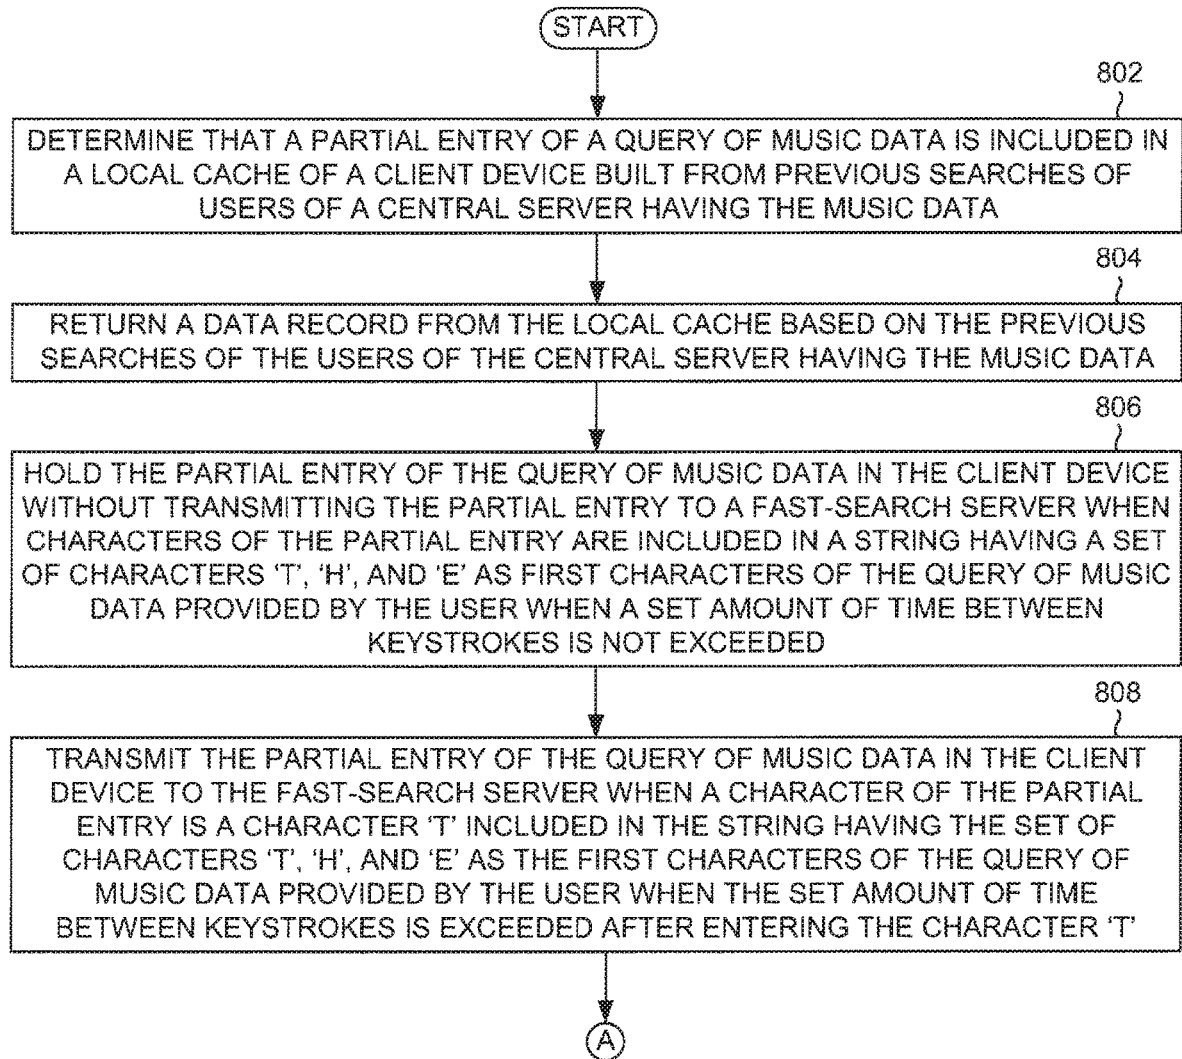 START
802
DETERMINE THAT A PARTIAL ENTRY OF A QUERY OF MUSIC DATA IS INCLUDED IN
A LOCAL CACHE OF A CLIENT DEVICE BUILT FROM PREVIOUS SEARCHES OF
USERS OF A CENTRAL SERVER HAVING THE MUSIC DATA
804
RETURN A DATA RECORD FROM THE LOCAL CACHE BASED ON THE PREVIOUS
SEARCHES OF THE USERS OF THE CENTRAL SERVER HAVING THE MUSIC DATA
806
HOLD THE PARTIAL ENTRY OF THE QUERY OF MUSIC DATA IN THE CLIENT DEVICE
WITHOUT TRANSMITTING THE PARTIAL ENTRY TO A FAST-SEARCH SERVER WHEN
CHARACTERS OF THE PARTIAL ENTRY ARE INCLUDED IN A STRING HAVING A SET
OF CHARACTERS ‘T’, ‘H’, AND ‘E’ AS FIRST CHARACTERS OF THE QUERY OF MUSIC
DATA PROVIDED BY THE USER WHEN A SET AMOUNT OF TIME BETWEEN
KEYSTROKES IS NOT EXCEEDED
808
TRANSMIT THE PARTIAL ENTRY OF THE QUERY OF MUSIC DATA IN THE CLIENT
DEVICE TO THE FAST-SEARCH SERVER WHEN A CHARACTER OF THE PARTIAL
ENTRY IS A CHARACTER ‘T’ INCLUDED IN THE STRING HAVING THE SET OF
CHARACTERS ‘T’, ‘H’, AND ‘E’ AS THE FIRST CHARACTERS OF THE QUERY OF
MUSIC DATA PROVIDED BY THE USER WHEN THE SET AMOUNT OF TIME
BETWEEN KEYSTROKES IS EXCEEDED AFTER ENTERING THE CHARACTER ‘T’
A